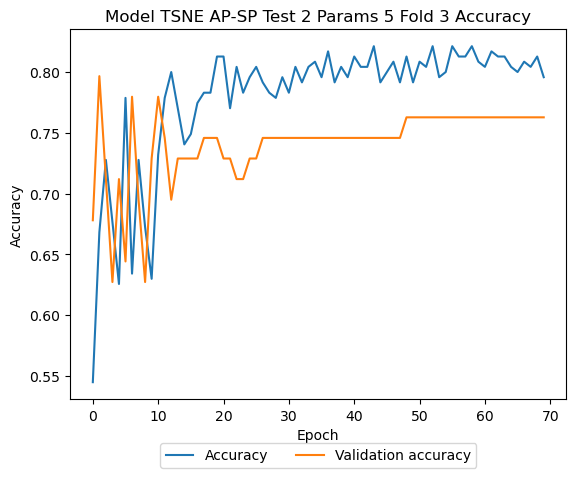 Model TSNE AP-SP Test 2 Params 5 Fold 3 Accuracy
Accuracy
0.80
0.75
0.70
0.65
0.60
0.55
0 10 20 30 40 50 60 70
Epoch
Accuracy Validation accuracy